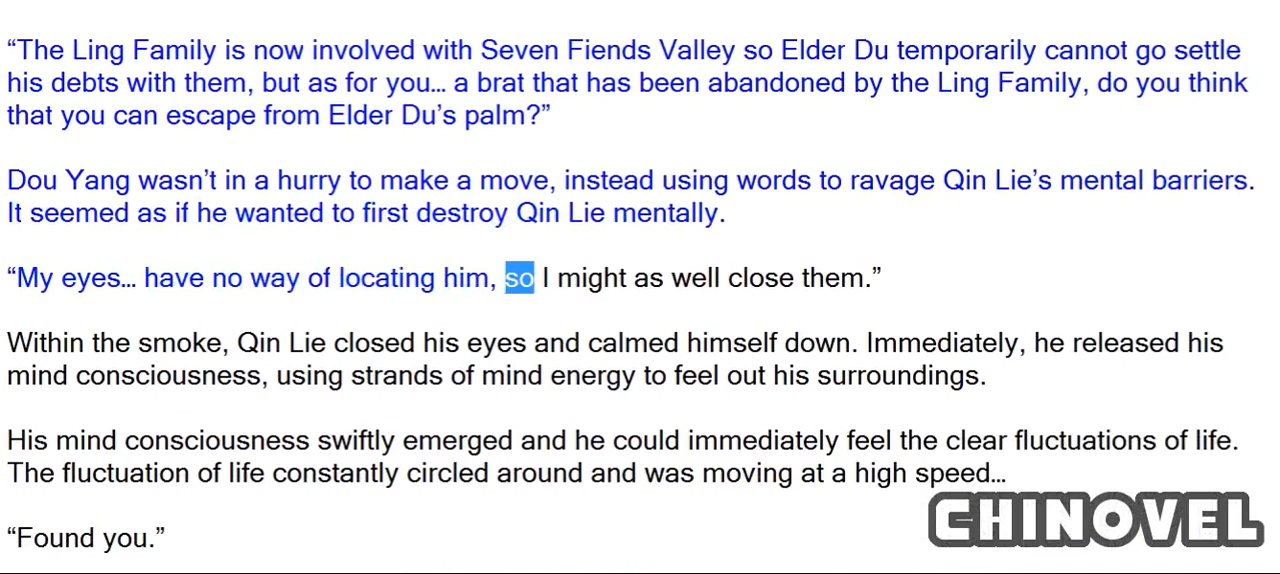 “The Ling Family is now involved with Seven Fiends Valley so Elder Du temporarily cannot go settle
his debts with them, but as for you… a brat that has been abandoned by the Ling Family, do you think
that you can escape from Elder Du’s palm?”
Dou Yang wasn’t in a hurry to make a move, instead using words to ravage Qin Lie’s mental barriers.
It seemed as if he wanted to first destroy Qin Lie mentally.
“My eyes… have no way of locating him, so I might as well close them.”
Within the smoke, Qin Lie closed his eyes and calmed himself down. Immediately, he released his
mind consciousness, using strands of mind energy to feel out his surroundings.
His mind consciousness swiftly emerged and he could immediately feel the clear fluctuations of life.
The fluctuation of life constantly circled around and was moving at a high speed…
“Found you.”
CHINOVEL